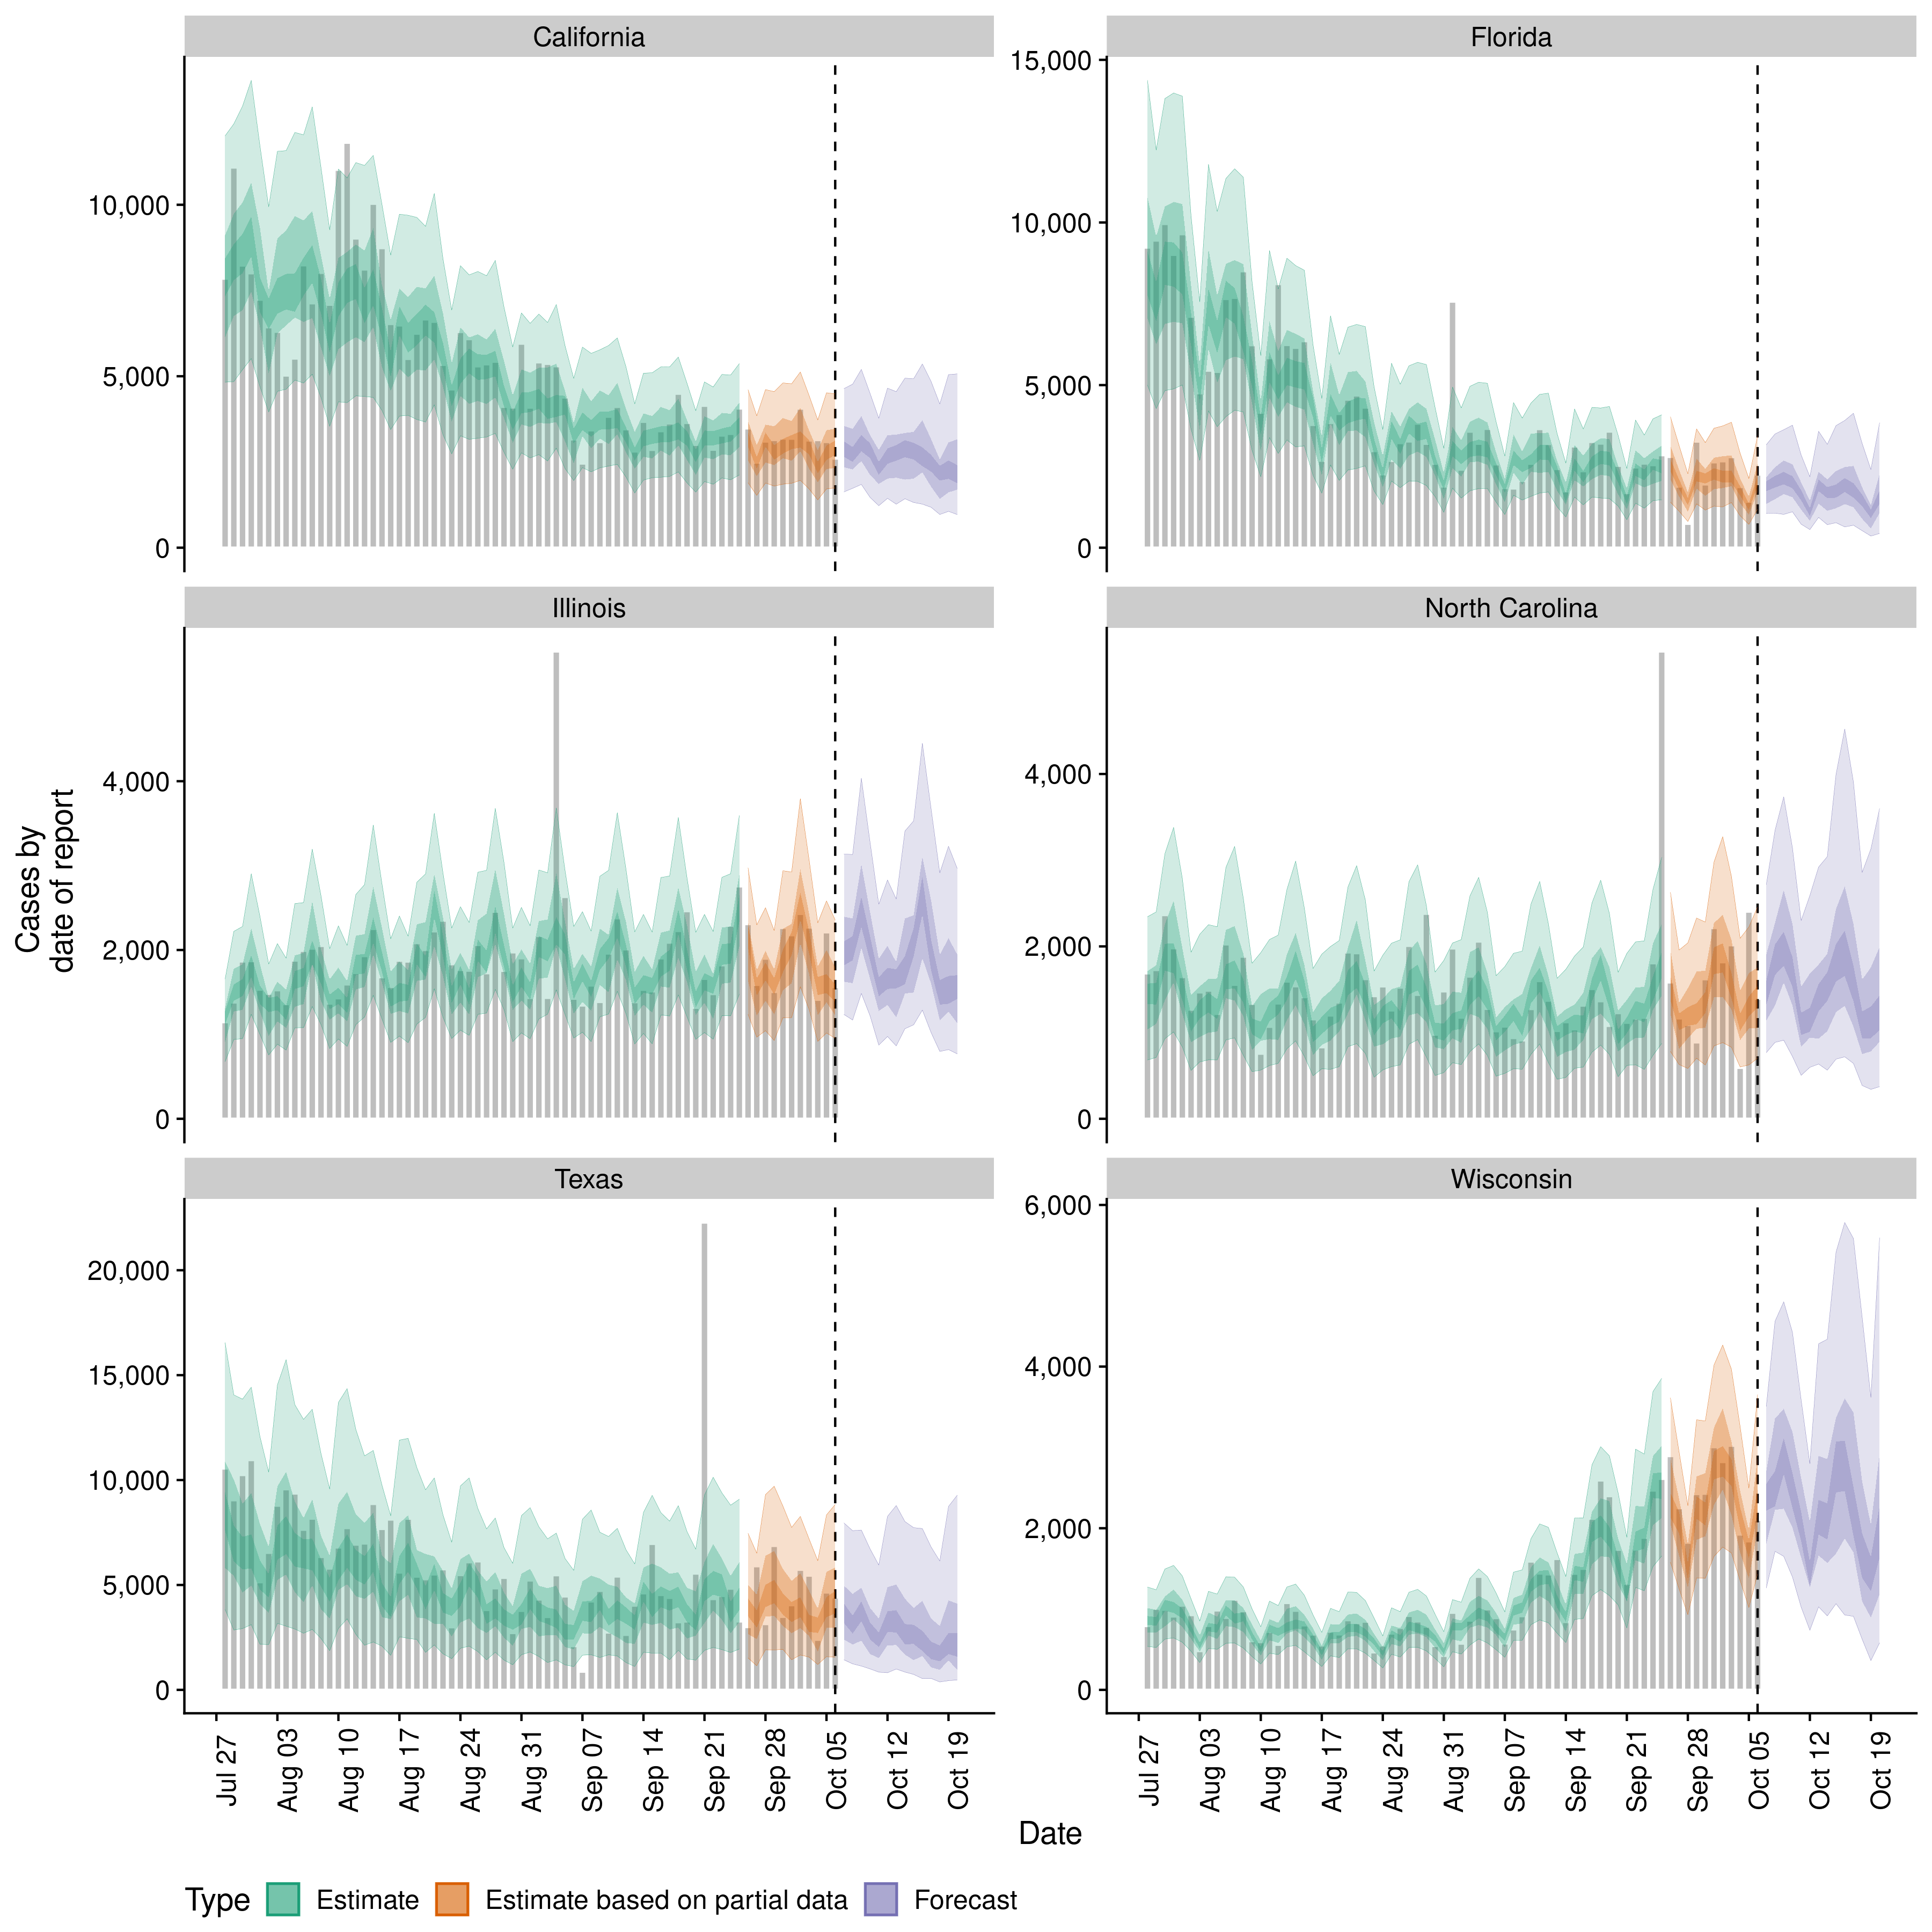 California
Florida
10,000
5,000
0
15,000
10,000
5,000
0
Illinois
North Carolina
Cases by
date of report
4,000
2,000
0
4,000
2,000
0
Texas
Wisconsin
20,000
15,000
10,000
5,000
0
6,000
4,000
2,000
0
Jul 27
Aug 03
Aug 10
Aug 17
Aug 24
Aug 31
Sep 07
Sep 14
Sep 21
Sep 28
Oct 05
Oct 12
Oct 19
Jul 27
Aug 03
Aug 10
Aug 17
Aug 24
Aug 31
Sep 07
Sep 14
Sep 21
Sep 28
Oct 05
Oct 12
Oct 19
Date
Type Estimate Estimate based on partial data Forecast